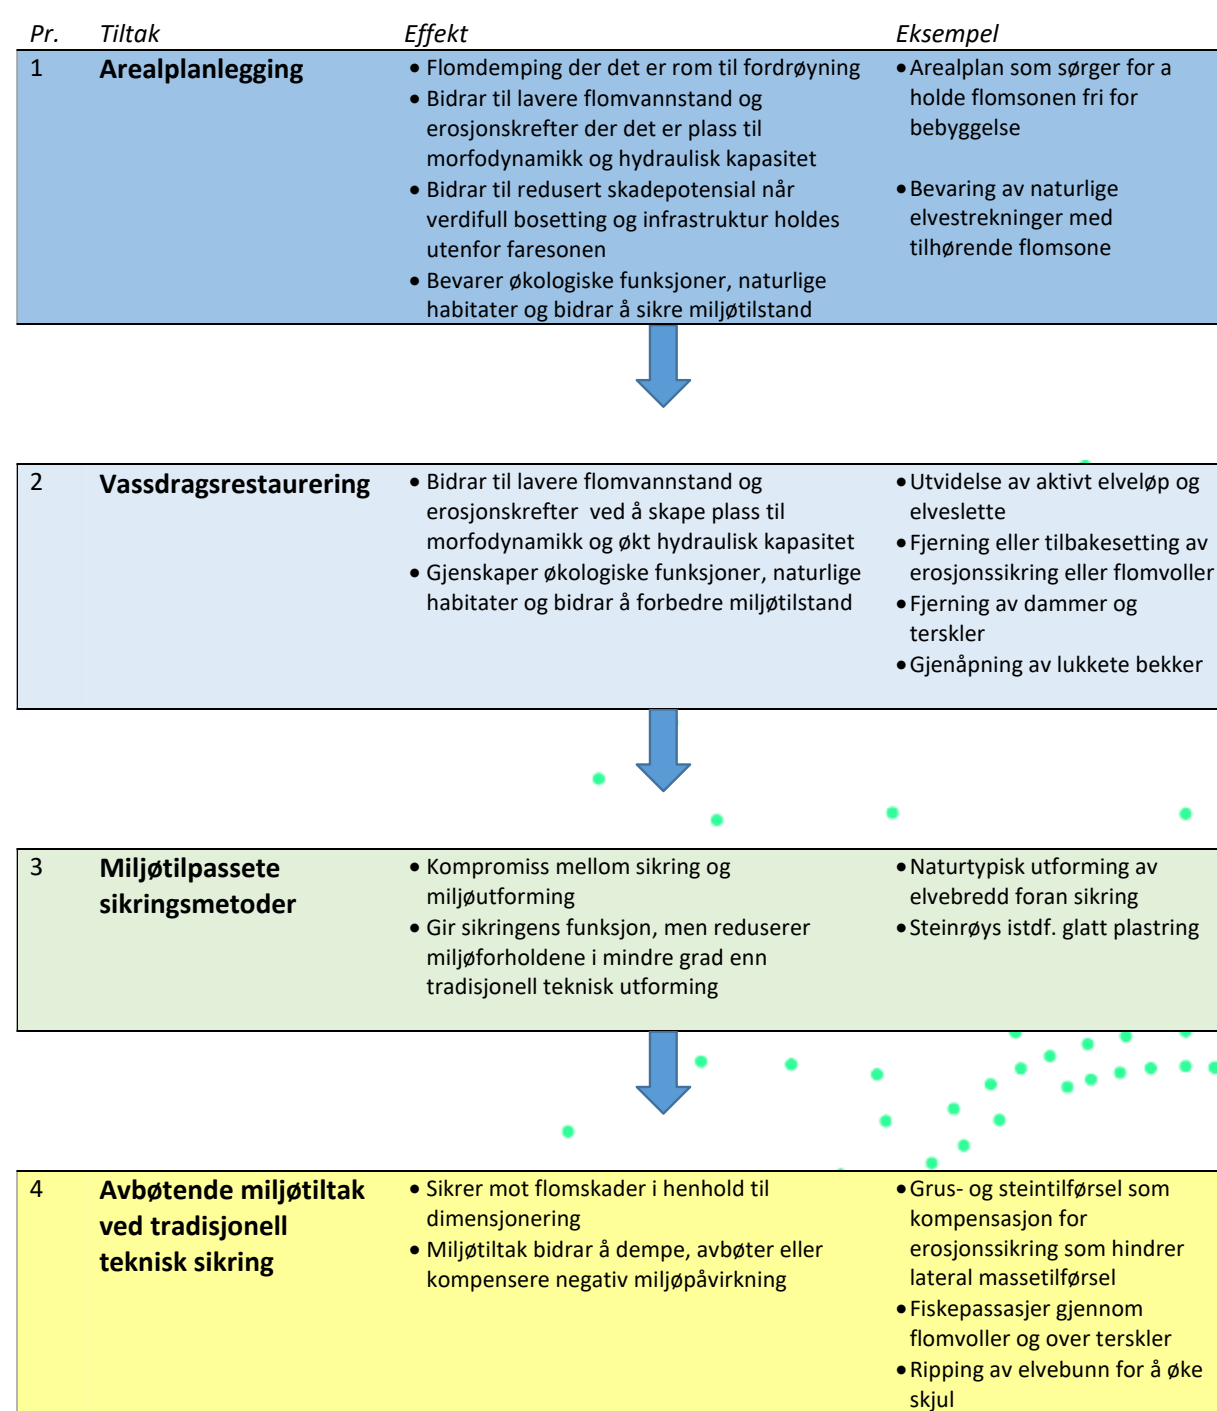 Pr. Tiltak Effekt Eksempel
1 Arealplanlegging
• Flomdemping der det er rom til fordrøyning
• Bidrar til lavere flomvannstand og
erosjonskrefter der det er plass til
morfodynamikk og hydraulisk kapasitet
• Bidrar til redusert skadepotensial når
verdifull bosetting og infrastruktur holdes
utenfor faresonen
• Bevarer økologiske funksjoner, naturlige
habitater og bidrar å sikre miljøtilstand
• Arealplan som sørger for a
holde flomsonen fri for
bebyggelse
• Bevaring av naturlige
elvestrekninger med
tilhørende flomsone
2 Vassdragsrestaurering
• Bidrar til lavere flomvannstand og
erosjonskrefter ved å skape plass til
morfodynamikk og økt hydraulisk kapasitet
• Gjenskaper økologiske funksjoner, naturlige
habitater og bidrar å forbedre miljøtilstand
• Utvidelse av aktivt elveløp og
elveslette
• Fjerning eller tilbakesetting av
erosjonssikring eller flomvoller
• Fjerning av dammer og
terskler
• Gjenåpning av lukkete bekker
3 Miljøtilpassete
sikringsmetoder
• Kompromiss mellom sikring og
miljøutforming
• Gir sikringens funksjon, men reduserer
miljøforholdene i mindre grad enn
tradisjonell teknisk utforming
• Naturtypisk utforming av
elvebredd foran sikring
• Steinrøys istdf. glatt plastring
4 Avbøtende miljøtiltak
ved tradisjonell
teknisk sikring
• Sikrer mot flomskader i henhold til
dimensjonering
• Miljøtiltak bidrar å dempe, avbøter eller
kompensere negativ miljøpåvirkning
• Grus- og steintilførsel som
kompensasjon for
erosjonssikring som hindrer
lateral massetilførsel
• Fiskepassasjer gjennom
flomvoller og over terskler
• Ripping av elvebunn for å øke
skjul